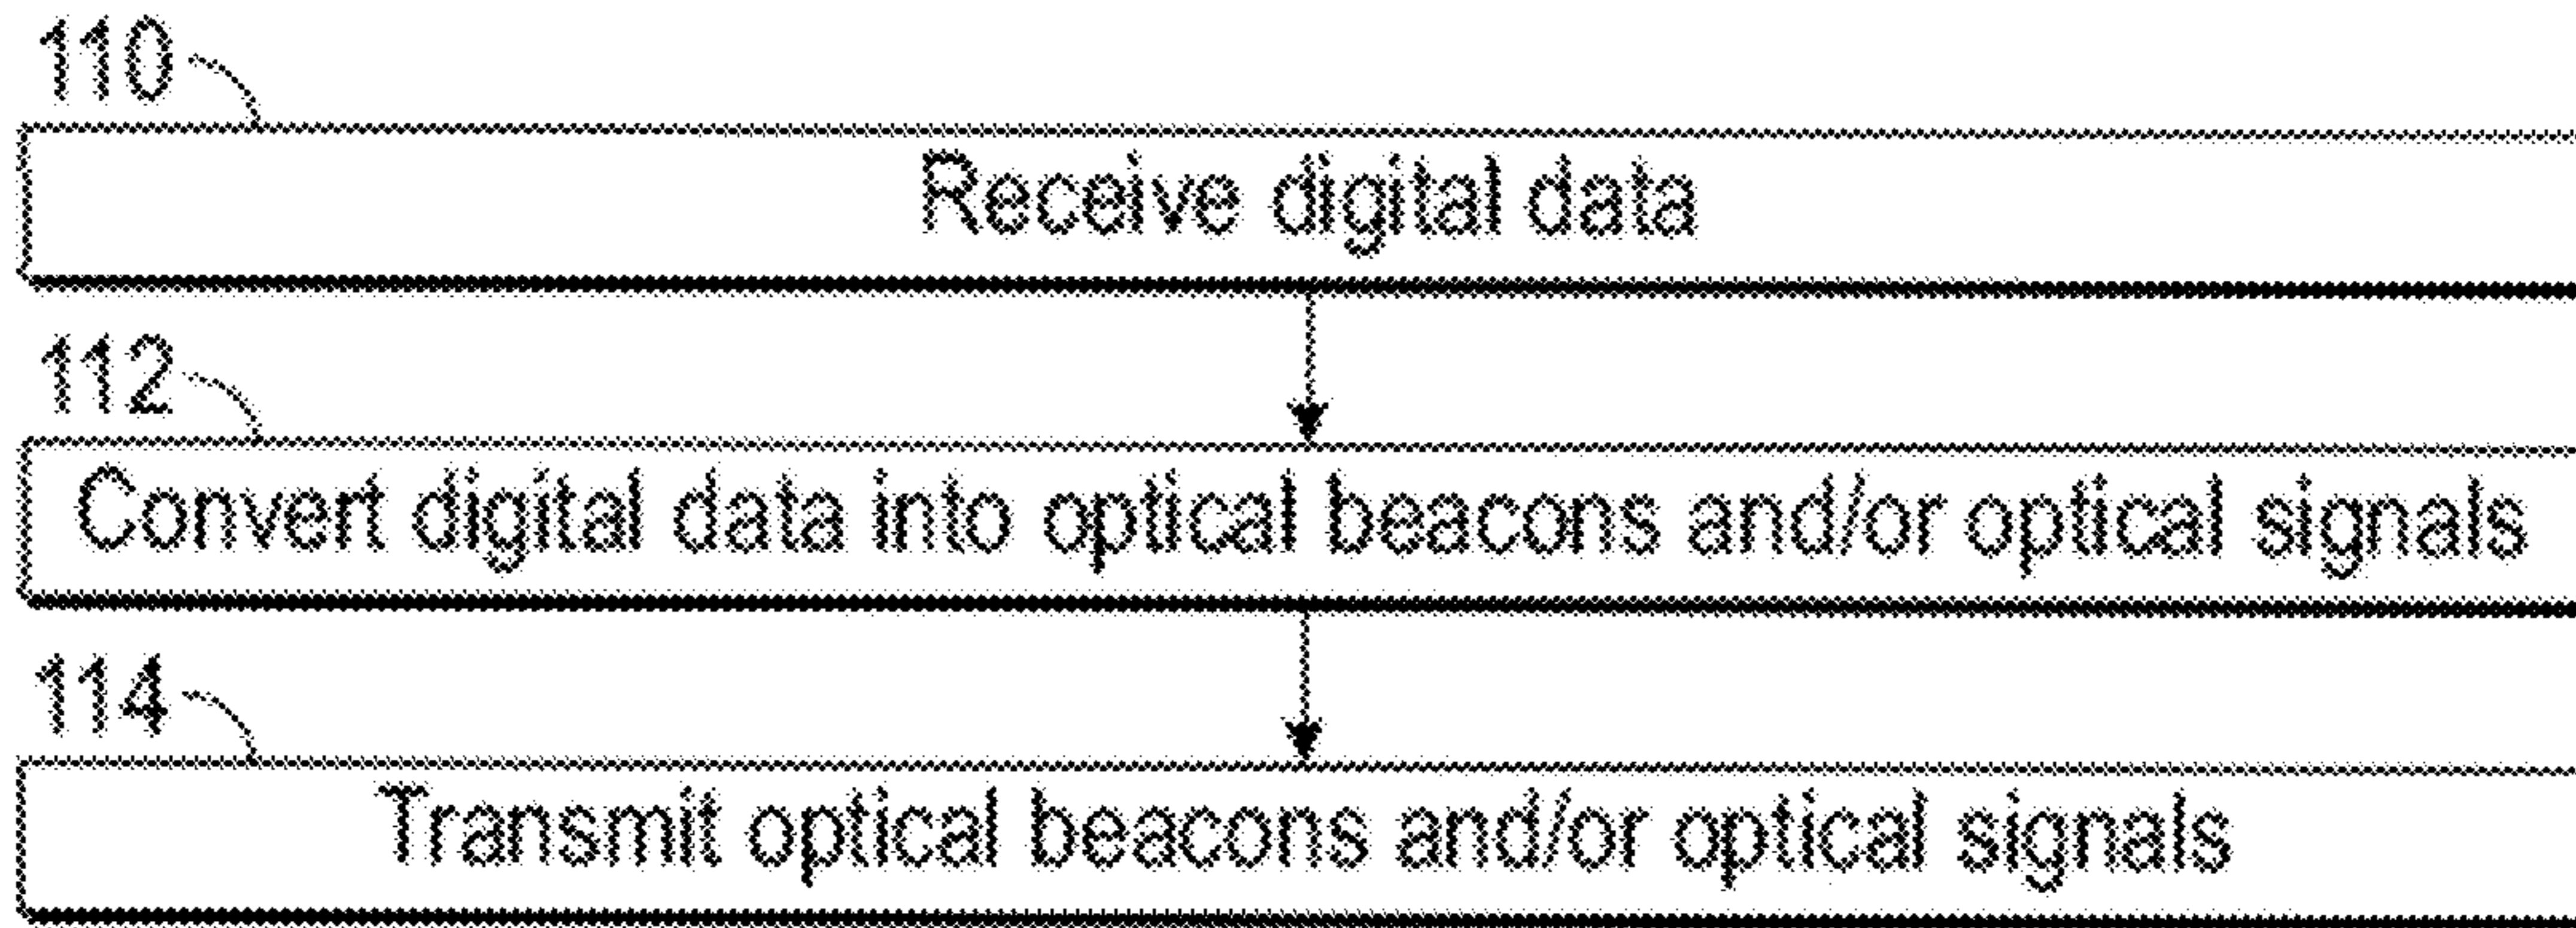 110
Receive digital data
112
Convert digital data into optical beacons and/or optical signals
114
Transmit optical beacons and/or optical signals